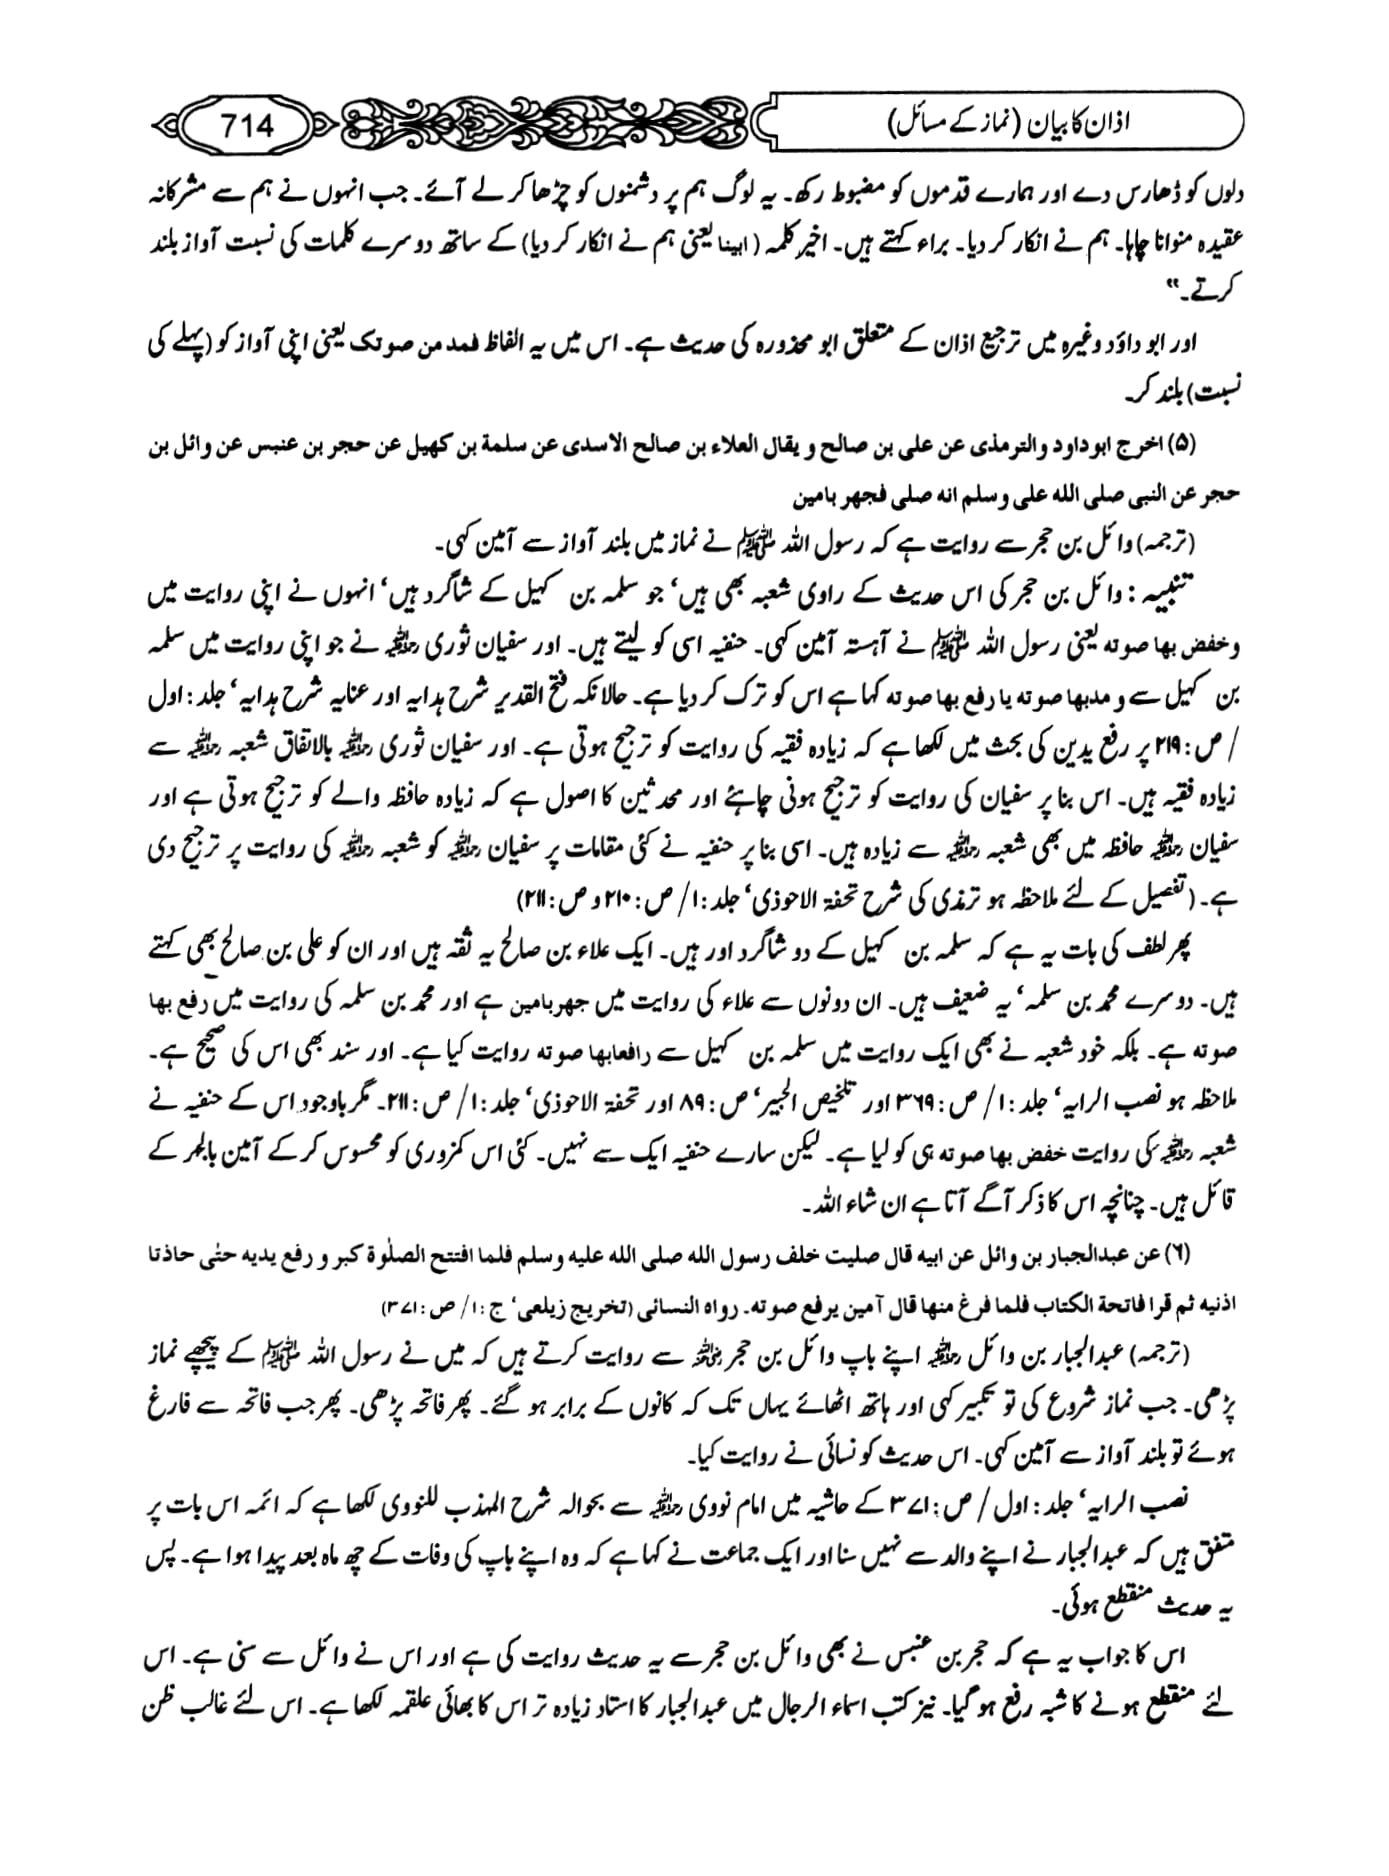 اذان کا بیان (نماز کے مسائل)
714
دلوں کو ڈھارس دے اور ہمارے قدموں کو مضبوط رکھ۔ یہ لوگ ہم پر دشمنوں کو چڑھا کر لے آئے۔ جب انہوں نے ہم سے مشرکانہ
عقیدہ منوانا چاہا۔ ہم نے انکار کر دیا۔ براء کہتے ہیں۔ اخیر کلمہ (ابینا یعنی ہم نے انکار کر دیا) کے ساتھ دوسرے کلمات کی نسبت آواز بلند
کرتے۔“
اور ابو داؤد وغیرہ میں ترجیع اذان کے متعلق ابو محذورہ کی حدیث ہے۔ اس میں یہ الفاظ فمد من صوتک یعنی اپنی آواز کو (پہلے کی
نسبت) بلند کر۔
(۵) اخرج ابوداود والترمذی عن علی بن صالح و یقال العلاء بن صالح الاسدی عن سلمة بن کھیل عن حجر بن عنبس عن وائل بن
حجر عن النبی صلی الله علی وسلم انه صلی فجھر بامین
(ترجمہ) وائل بن حجر سے روایت ہے کہ رسول اللہ ﷺ نے نماز میں بلند آواز سے آمین کہی۔
تنبیہ : وائل بن حجر کی اس حدیث کے راوی شعبہ بھی ہیں‘ جو سلمہ بن کہیل کے شاگرد ہیں‘ انہوں نے اپنی روایت میں
وخفض بھا صوتہ یعنی رسول اللہ ﷺ نے آہستہ آمین کہی۔ حنفیہ اسی کو لیتے ہیں۔ اور سفیان ثوری رحمہ اللہ نے جو اپنی روایت میں سلمہ
بن کہیل سے و مدبھا صوتہ یا رفع بھا صوتہ کہا ہے اس کو ترک کر دیا ہے۔ حالانکہ فتح القدیر شرح ہدایہ اور عنایہ شرح ہدایہ‘ جلد : اول
/ ص : ۲۱۹ پر رفع یدین کی بحث میں لکھا ہے کہ زیادہ فقیہ کی روایت کو ترجیح ہوتی ہے۔ اور سفیان ثوری رحمہ اللہ بالاتفاق شعبہ رحمہ اللہ سے
زیادہ فقیہ ہیں۔ اس بنا پر سفیان کی روایت کو ترجیح ہونی چاہئے اور محدثین کا اصول ہے کہ زیادہ حافظہ والے کو ترجیح ہوتی ہے اور
سفیان رحمہ اللہ حافظہ میں بھی شعبہ رحمہ اللہ سے زیادہ ہیں۔ اسی بنا پر حنفیہ نے کئی مقامات پر سفیان رحمہ اللہ کو شعبہ رحمہ اللہ کی روایت پر ترجیح دی
ہے۔ (تفصیل کے لئے ملاحظہ ہو ترمذی کی شرح تحفۃ الاحوذی‘ جلد : ۱/ ص : ۲۱۰ و ص : ۲۱۱)
پھر لطف کی بات یہ ہے کہ سلمہ بن کہیل کے دو شاگرد اور ہیں۔ ایک علاء بن صالح یہ ثقہ ہیں اور ان کو علی بن صالح بھی کہتے
ہیں۔ دوسرے محمد بن سلمہ‘ یہ ضعیف ہیں۔ ان دونوں سے علاء کی روایت میں جھربامین ہے اور محمد بن سلمہ کی روایت میں رفع بھا
صوتہ ہے۔ بلکہ خود شعبہ نے بھی ایک روایت میں سلمہ بن کہیل سے رافعابھا صوتہ روایت کیا ہے۔ اور سند بھی اس کی صحیح ہے۔
ملاحظہ ہو نصب الرایہ‘ جلد : ۱/ ص : ۳۶۹ اور تلخیص الحبیر‘ ص : ۸۹ اور تحفۃ الاحوذی‘ جلد : ۱/ ص : ۲۱۱۔ مگر باوجود اس کے حنفیہ نے
شعبہ رحمہ اللہ کی روایت خفض بھا صوتہ ہی کو لیا ہے۔ لیکن سارے حنفیہ ایک سے نہیں۔ کئی اس کمزوری کو محسوس کر کے آمین بالجہر کے
قائل ہیں۔ چنانچہ اس کا ذکر آگے آتا ہے ان شاء اللہ۔
(۶) عن عبدالجبار بن وائل عن ابیه قال صلیت خلف رسول الله صلی الله علیه وسلم فلما افتتح الصلٰوة کبر و رفع یدیه حتٰی حاذتا
اذنیه ثم قرا فاتحة الکتاب فلما فرغ منھا قال آمین یرفع صوته۔ رواه النسائی (تخریج زیلعی‘ ج : ۱/ ص : ۳۷۱)
(ترجمہ) عبدالجبار بن وائل رحمہ اللہ اپنے باپ وائل بن حجر رضی اللہ عنہ سے روایت کرتے ہیں کہ میں نے رسول اللہ ﷺ کے پیچھے نماز
پڑھی۔ جب نماز شروع کی تو تکبیر کہی اور ہاتھ اٹھائے یہاں تک کہ کانوں کے برابر ہو گئے۔ پھر فاتحہ پڑھی۔ پھر جب فاتحہ سے فارغ
ہوئے تو بلند آواز سے آمین کہی۔ اس حدیث کو نسائی نے روایت کیا۔
نصب الرایہ‘ جلد : اول / ص : ۳۷۱ کے حاشیہ میں امام نووی رحمہ اللہ سے بحوالہ شرح المہذب للنووی لکھا ہے کہ ائمہ اس بات پر
متفق ہیں کہ عبدالجبار نے اپنے والد سے نہیں سنا اور ایک جماعت نے کہا ہے کہ وہ اپنے باپ کی وفات کے چھ ماہ بعد پیدا ہوا ہے۔ پس
یہ حدیث منقطع ہوئی۔
اس کا جواب یہ ہے کہ حجر بن عنبس نے بھی وائل بن حجر سے یہ حدیث روایت کی ہے اور اس نے وائل سے سنی ہے۔ اس
لئے منقطع ہونے کا شبہ رفع ہو گیا۔ نیز کتب اسماء الرجال میں عبدالجبار کا استاد زیادہ تر اس کا بھائی علقمہ لکھا ہے۔ اس لئے غالب ظن